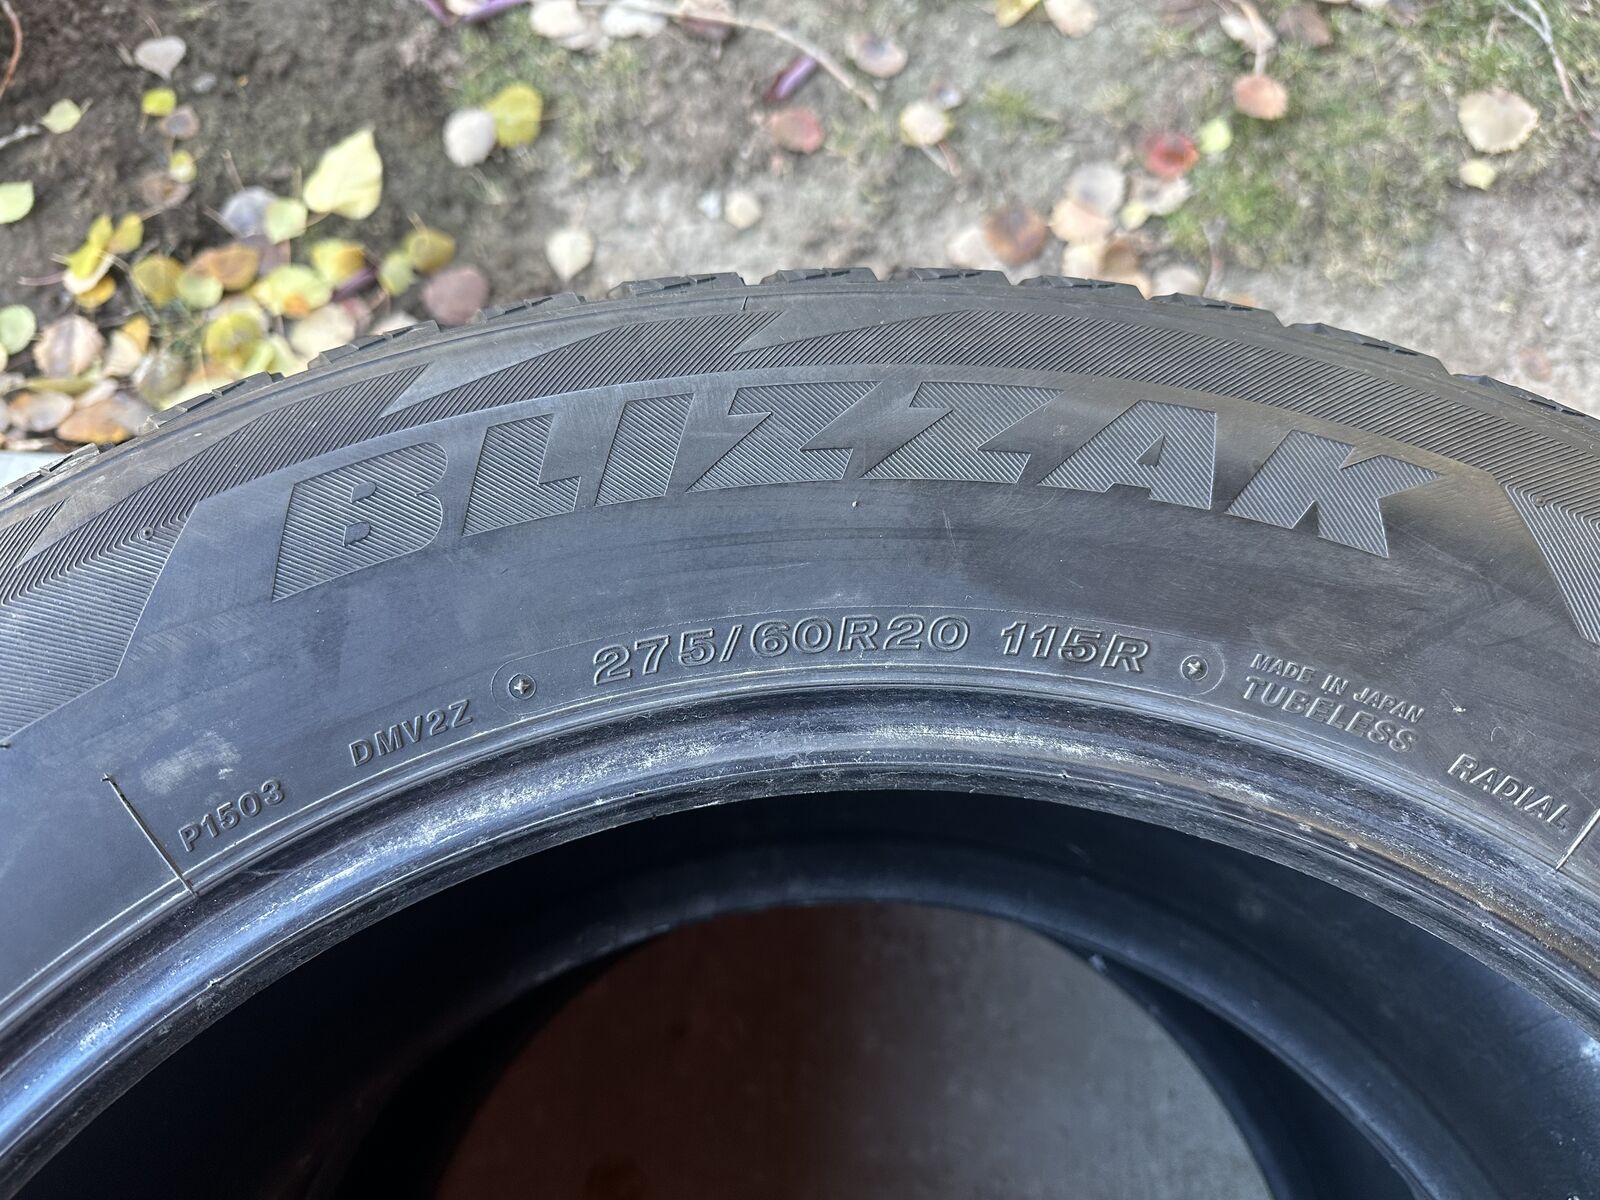 BLIZZAK
275/60R20 115R
MADE IN JAPAN
TUBELESS
DMV2Z
RADIAL
P1503